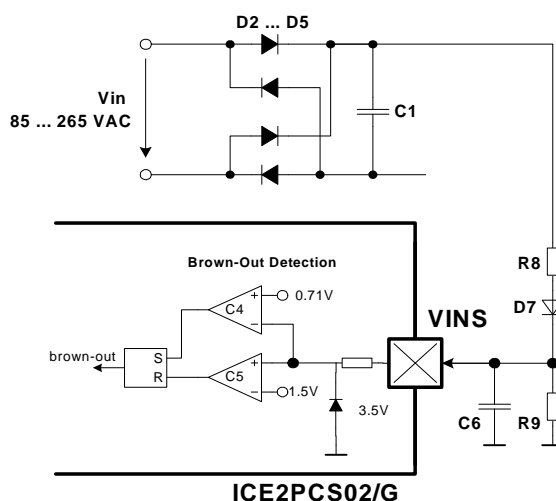 D2 ... D5
Vin
85 ... 265 VAC
C1
R8
Brown-Out Detection
D7
C4
+
0.71V
−
VINS
brown-out
S
R
C5
+
−
1.5V
3.5V
C6
R9
ICE2PCS02/G